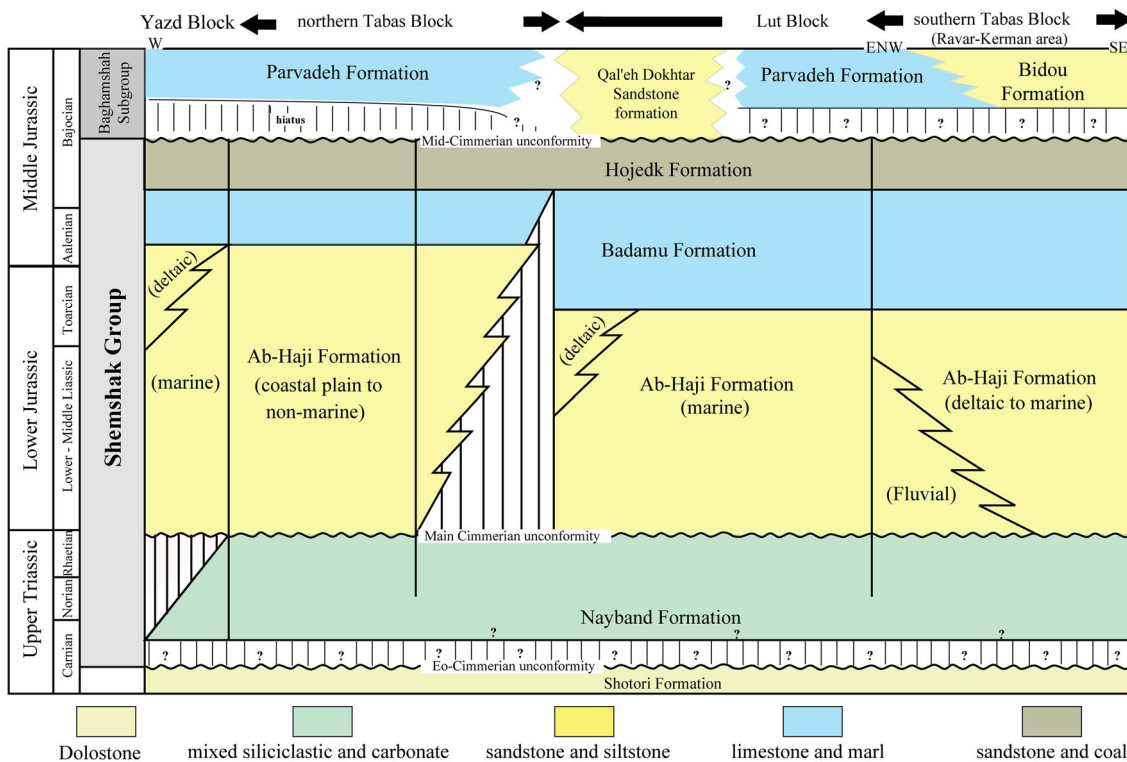 Yazd Block
northern Tabas Block
Lut Block
southern Tabas Block
(Ravar-Kerman area)
W
ENW
SE
Middle Jurassic
Lower Jurassic
Upper Triassic
Bajocian
Aalenian
Toarcian
Lower - Middle Liassic
Rhaetian
Norian
Carnian
Baghamshah
Subgroup
Shemshak Group
Parvadeh Formation
?
Qal'eh Dokhtar
Sandstone
formation
?
Parvadeh Formation
Bidou
Formation
hiatus
?
? ? ? ? ?
Mid-Cimmerian unconformity
Hojedk Formation
Badamu Formation
(deltaic)
(marine)
Ab-Haji Formation
(coastal plain to
non-marine)
(deltaic)
Ab-Haji Formation
(marine)
Ab-Haji Formation
(deltaic to marine)
(Fluvial)
Main Cimmerian unconformity
Nayband Formation
? ? ?
? ? ? ? ? ? ? ? ? ? ? ?
Eo-Cimmerian unconformity
Shotori Formation
Dolostone
mixed siliciclastic and carbonate
sandstone and siltstone
limestone and marl
sandstone and coal